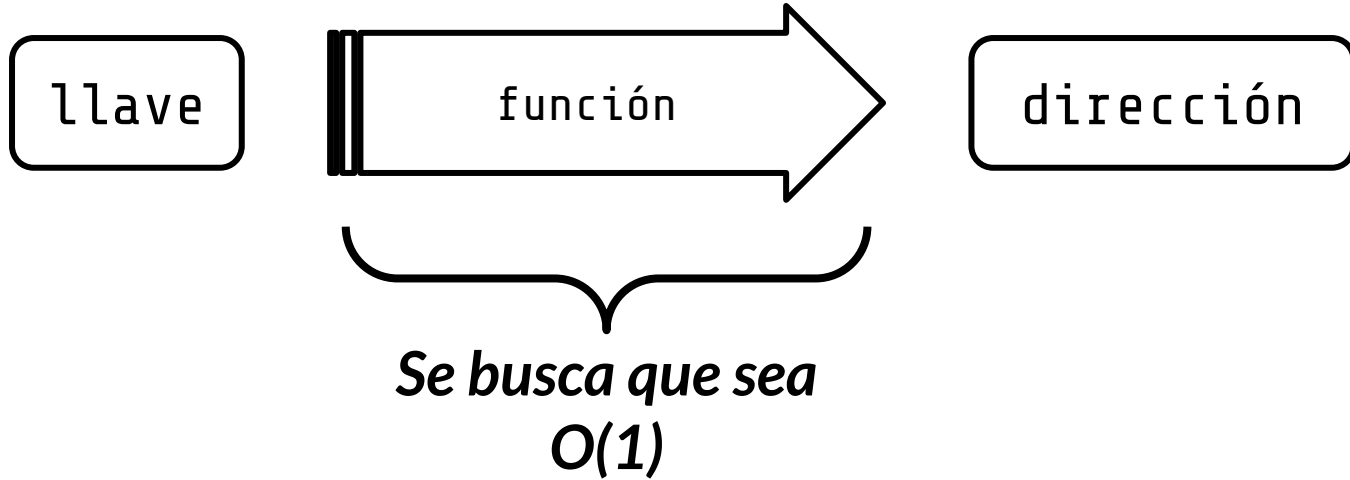 llave
función
dirección
Se busca que sea
O(1)